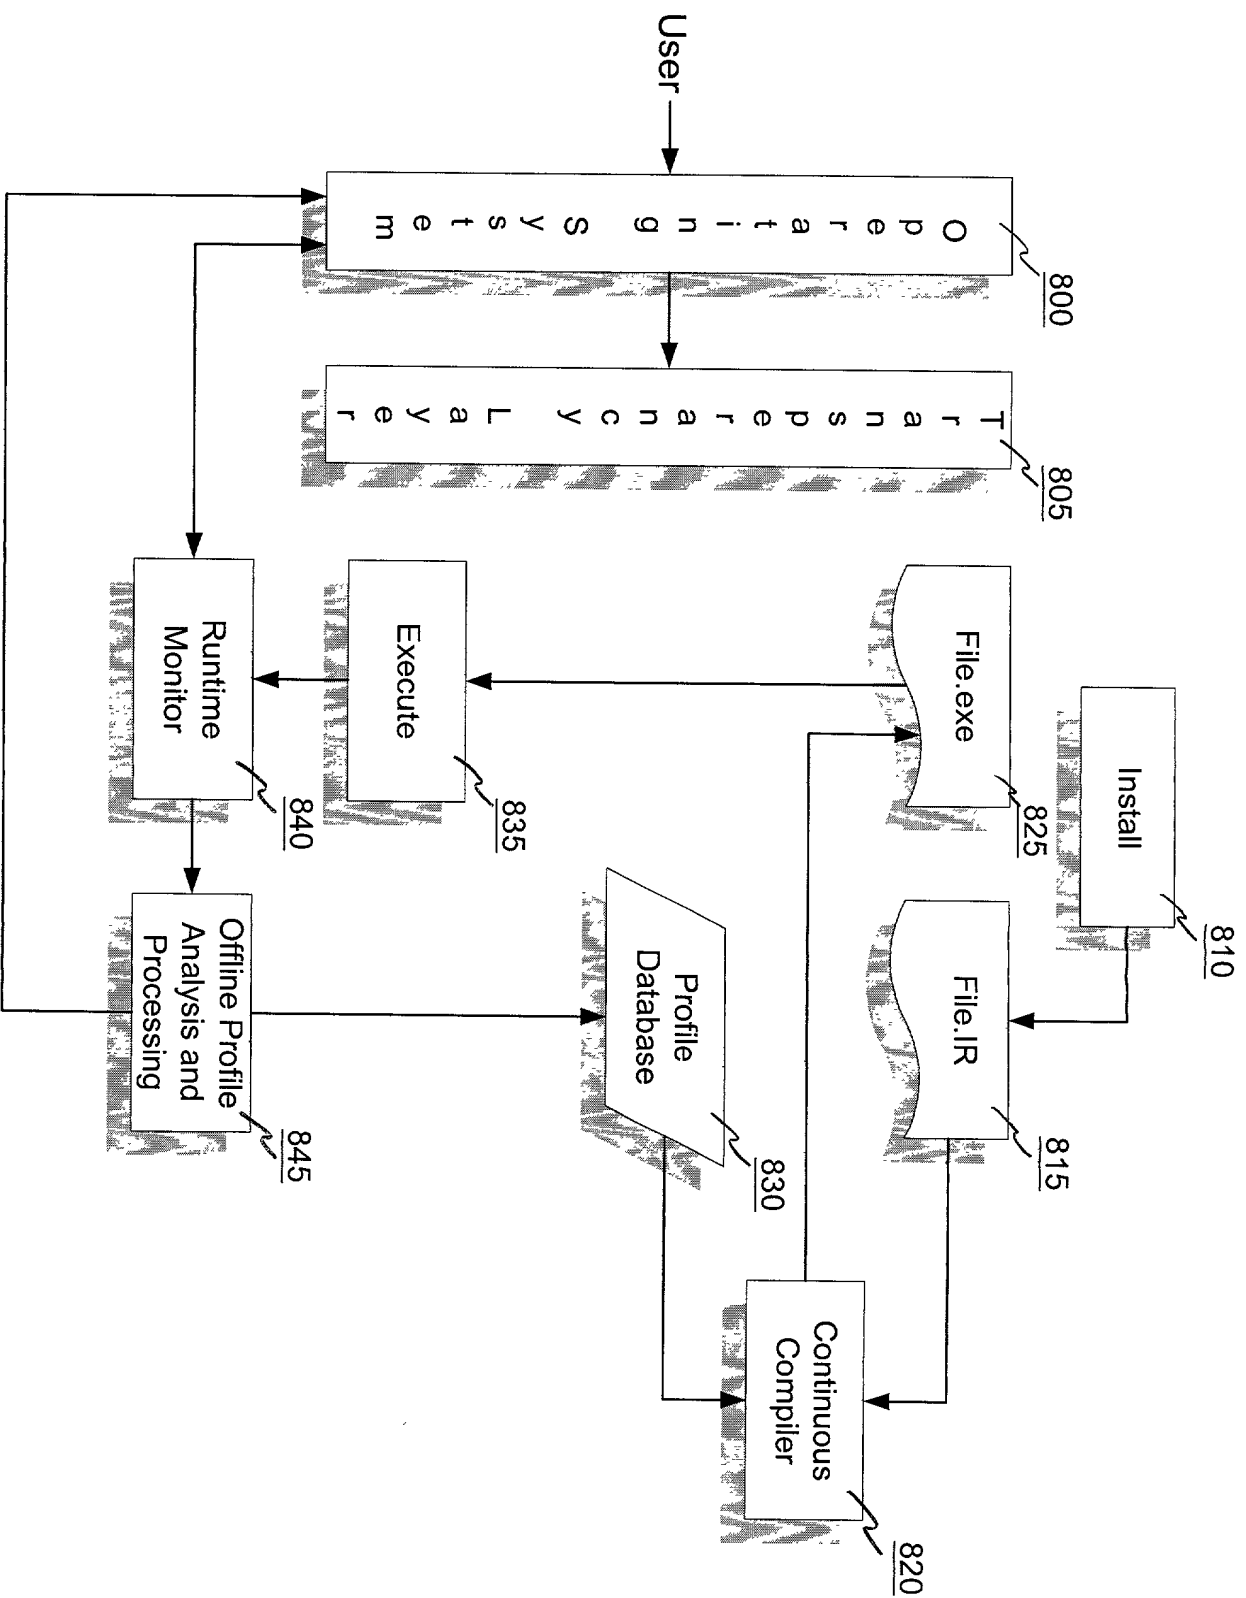 Install
810
Operating System
800
Transparency Layer
805
File.exe
825
File.IR
815
Continuous
Compiler
820
User
Profile
Database
830
Execute
835
Runtime
Monitor
840
Offline Profile
Analysis and
Processing
845